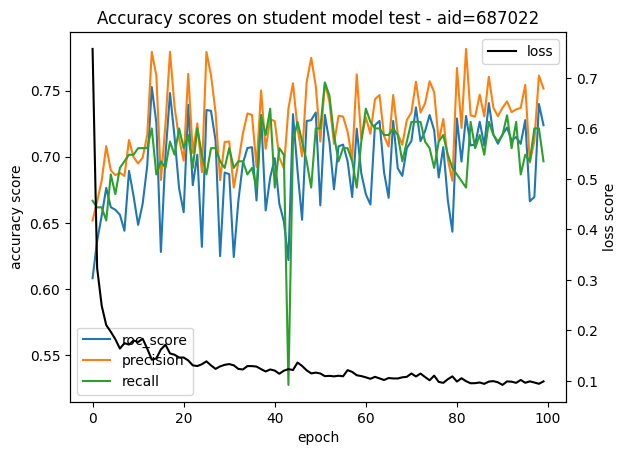 Accuracy scores on student model test - aid=687022
loss
0.75
0.70
0.65
0.60
0.55
accuracy score
0.7
0.6
0.5
0.4
0.3
0.2
0.1
loss score
roc_score
precision
recall
0
20
40
60
80
100
epoch